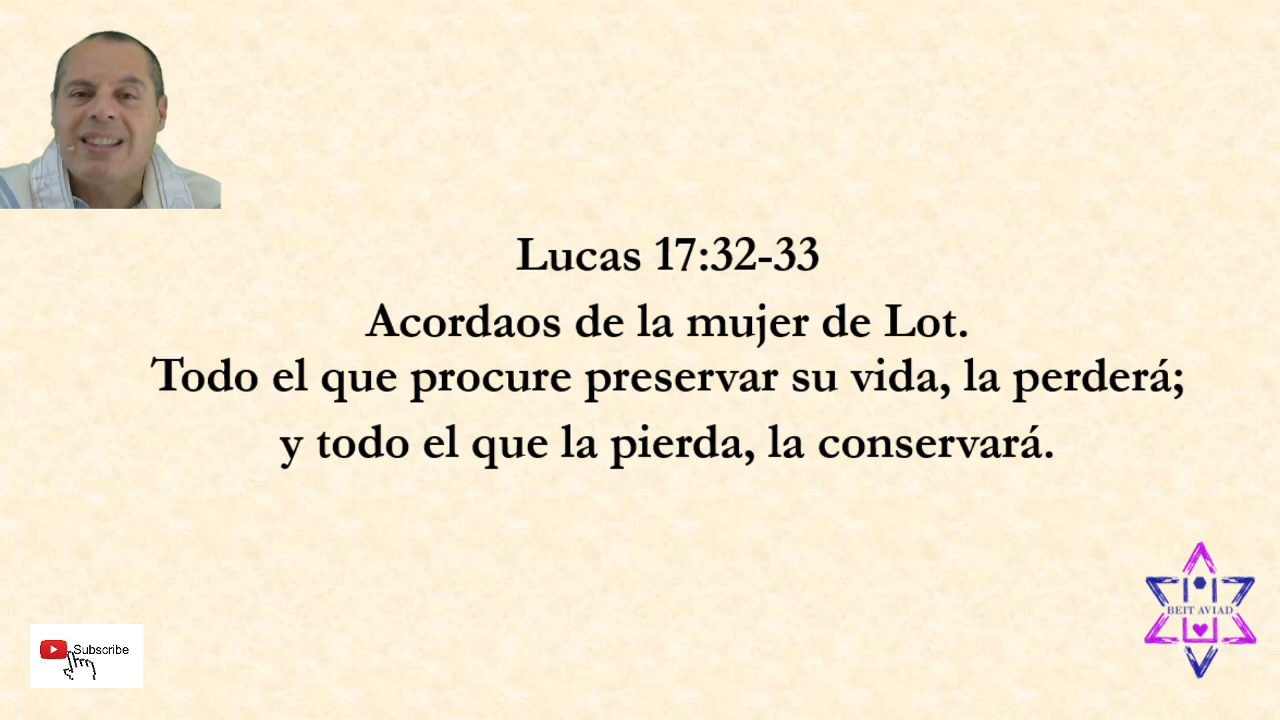 Lucas 17:32-33
Acordaos de la mujer de Lot.
Todo el que procure preservar su vida, la perderá;
y todo el que la pierda, la conservará.
BEIT AVIAD
Subscribe